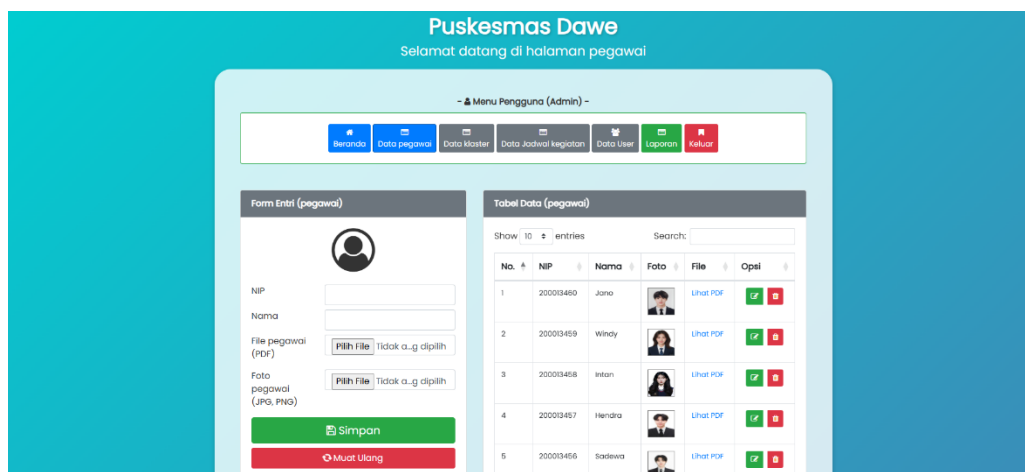 Puskesmas Dawe
Selamat datang di halaman pegawai
- Menu Pengguna (Admin) -
Beranda Data pegawai Data klaster Data Jadwal kegiatan Data User Laporan Keluar
Form Entri (pegawai)
NIP
Nama
File pegawai (PDF) Pilih File Tidak a...g dipilih
Foto pegawai (JPG, PNG) Pilih File Tidak a...g dipilih
Simpan
Muat Ulang
Tabel Data (pegawai)
Show 10 entries Search:
No. NIP Nama Foto File Opsi
1 200013460 Jano Lihat PDF
2 200013459 Windy Lihat PDF
3 200013458 Intan Lihat PDF
4 200013457 Hendra Lihat PDF
5 200013456 Sadewa Lihat PDF